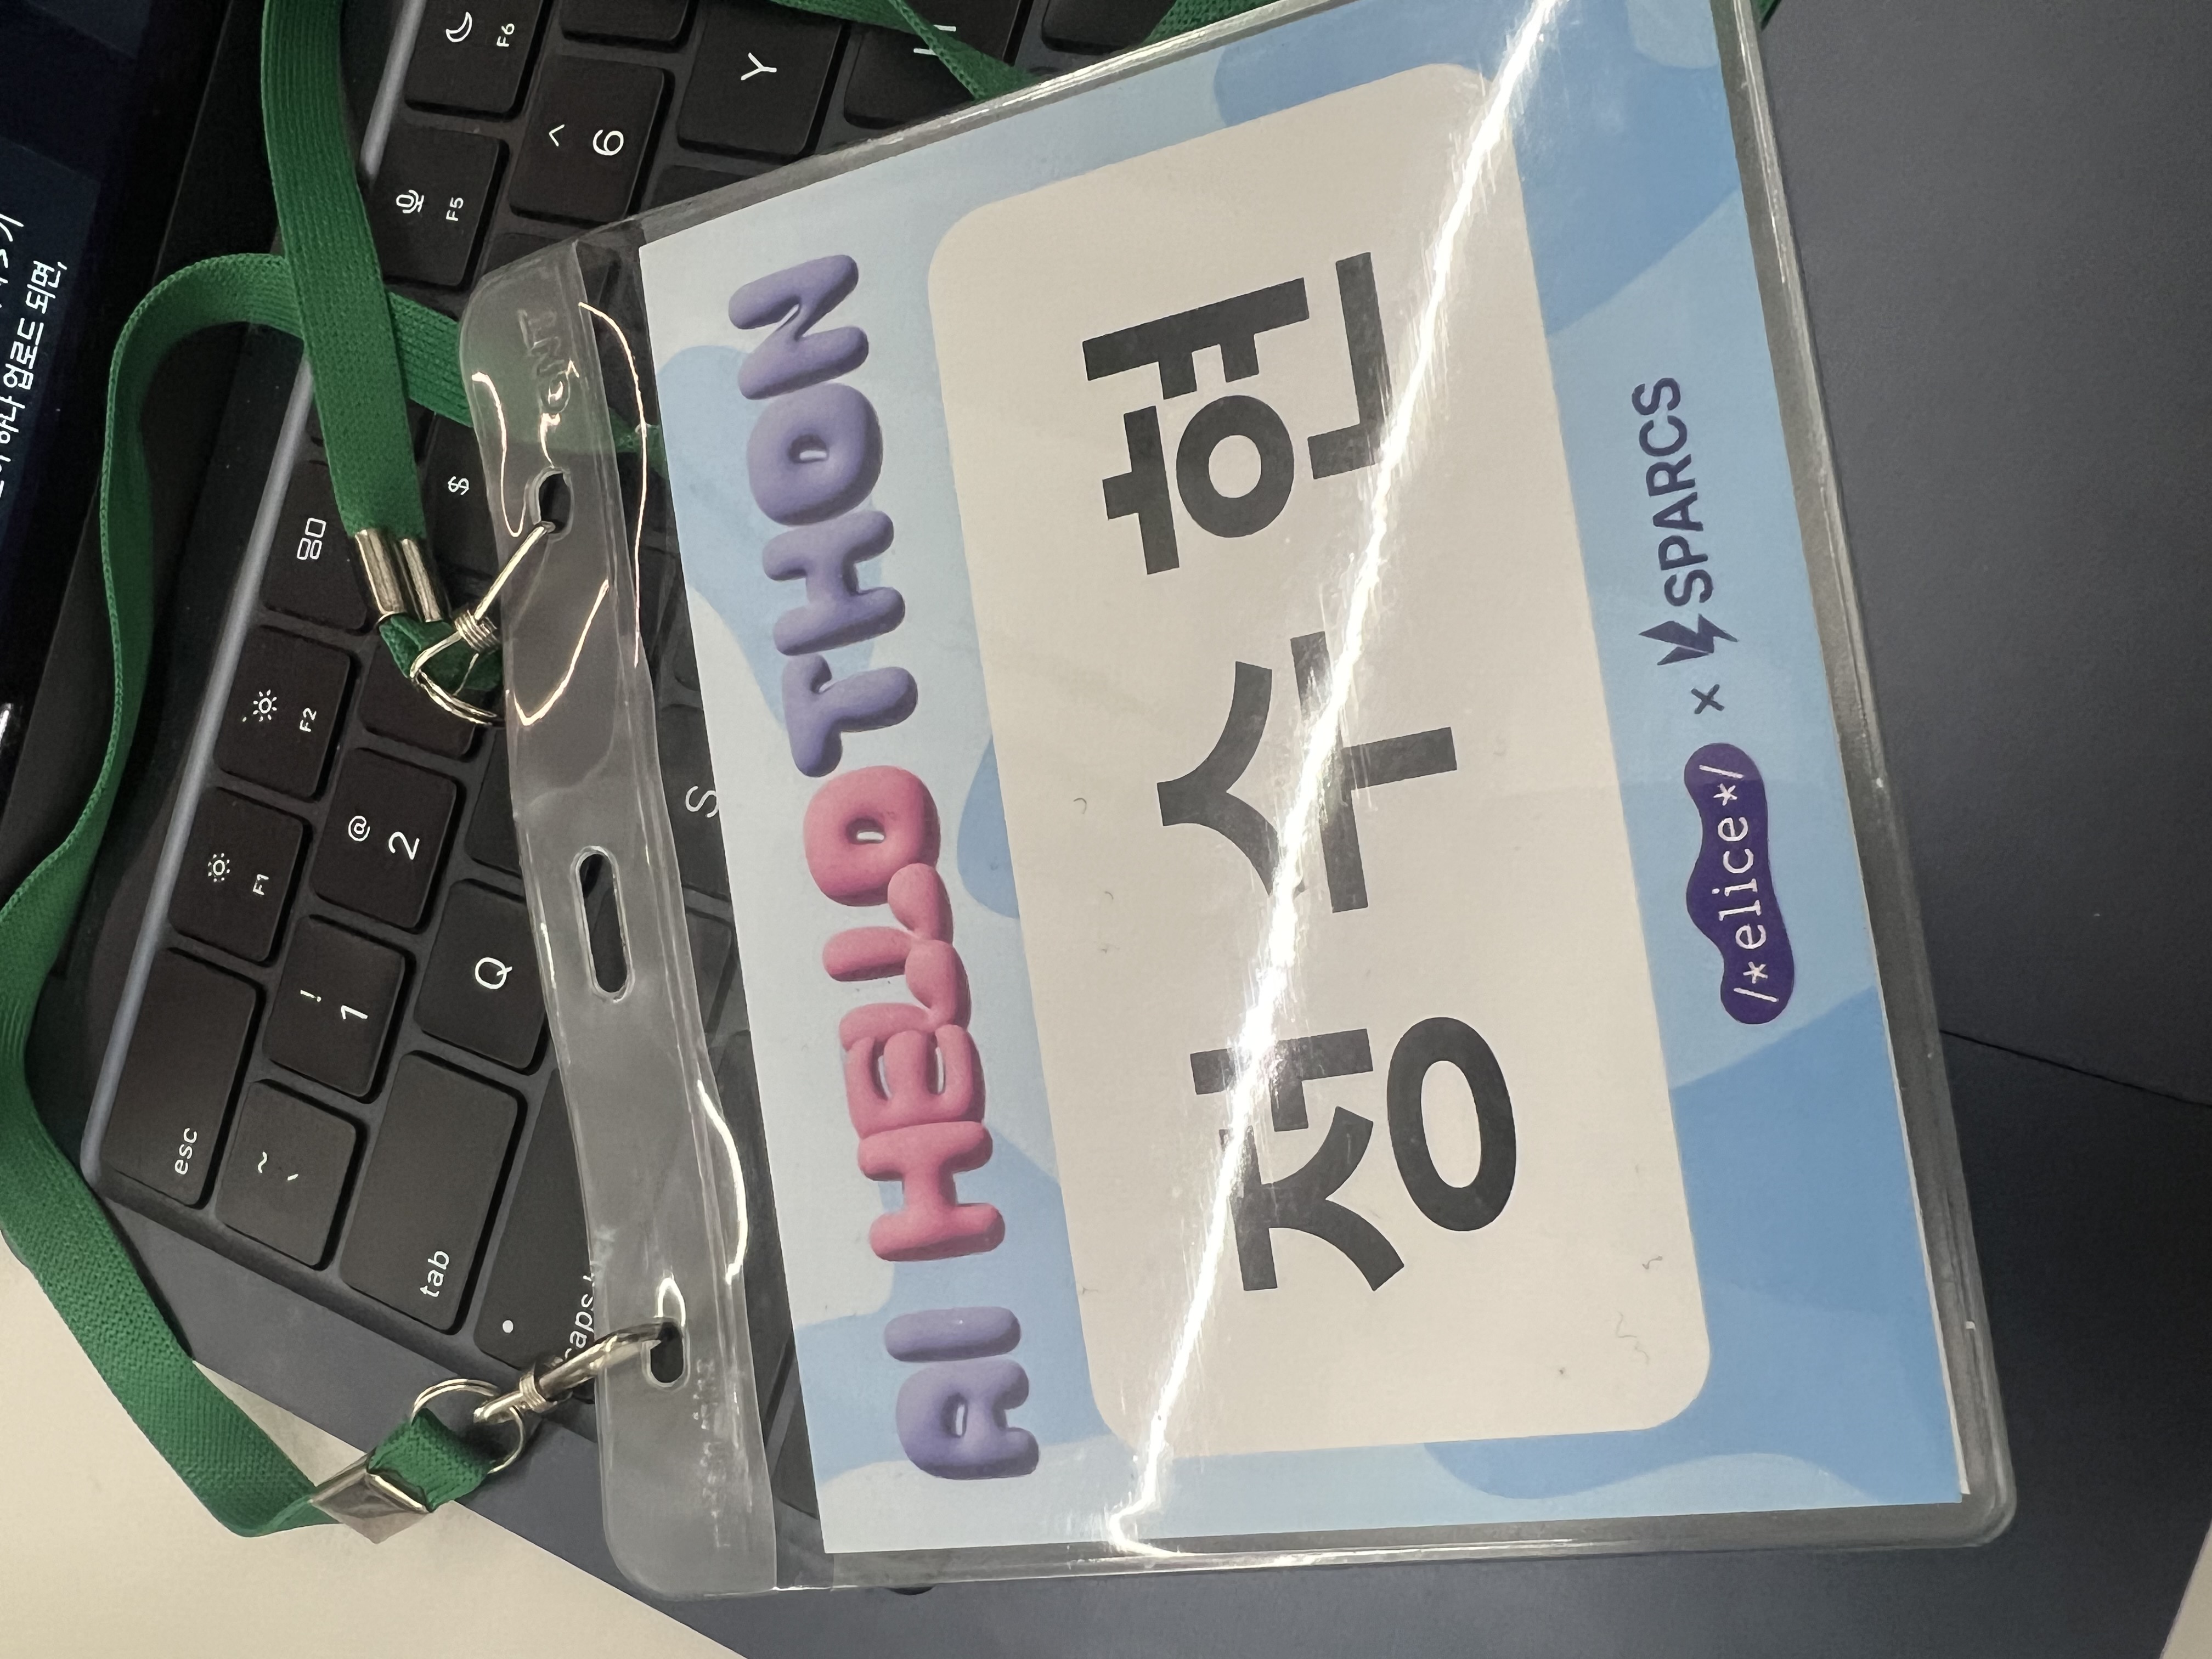 업로드 되면,
AI HELLOTHON
정수현
/*elice*/ x SPARCS
esc
F1
F2
F5
F6
~ `
! 1
@ 2
$
^ 6
tab
Q
Y
S